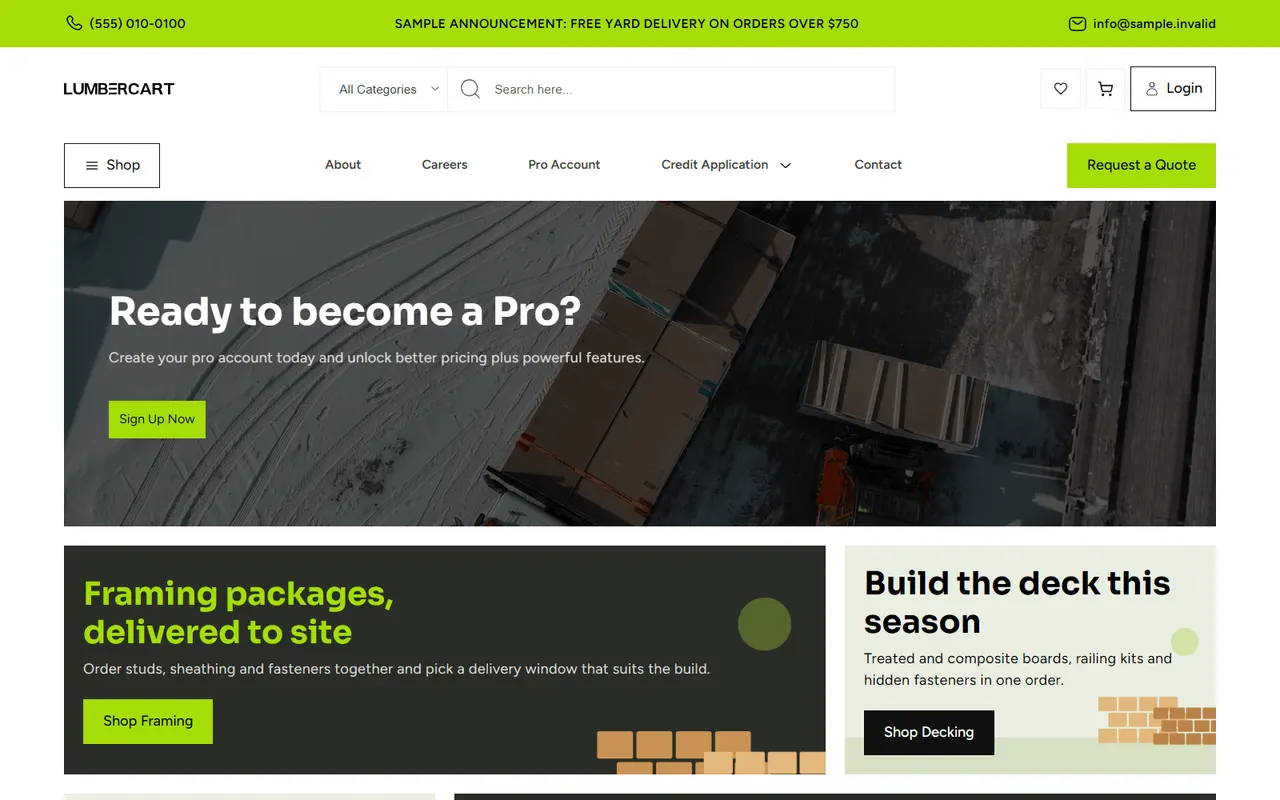 (555) 010-0100
SAMPLE ANNOUNCEMENT: FREE YARD DELIVERY ON ORDERS OVER $750
info@sample.invalid
LUMBERCART
All Categories
Search here...
Login
Shop
About
Careers
Pro Account
Credit Application
Contact
Request a Quote
Ready to become a Pro?
Create your pro account today and unlock better pricing plus powerful features.
Sign Up Now
Framing packages,
delivered to site
Order studs, sheathing and fasteners together and pick a delivery window that suits the build.
Shop Framing
Build the deck this
season
Treated and composite boards, railing kits and
hidden fasteners in one order.
Shop Decking